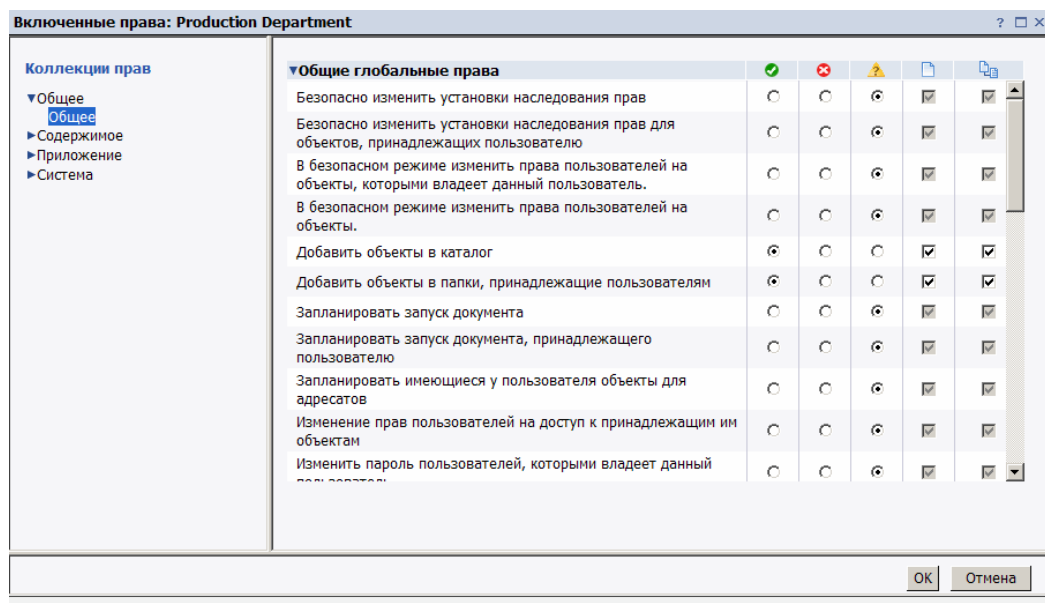 Включенные права: Production Department
Коллекции прав
Общее
Общее
Содержимое
Приложение
Система
Общие глобальные права
Безопасно изменить установки наследования прав
Безопасно изменить установки наследования прав для
объектов, принадлежащих пользователю
В безопасном режиме изменить права пользователей на
объекты, которыми владеет данный пользователь.
В безопасном режиме изменить права пользователей на
объекты.
Добавить объекты в каталог
Добавить объекты в папки, принадлежащие пользователям
Запланировать запуск документа
Запланировать запуск документа, принадлежащего
пользователю
Запланировать имеющиеся у пользователя объекты для
адресатов
Изменение прав пользователей на доступ к принадлежащим им
объектам
Изменить пароль пользователей, которыми владеет данный
OK
Отмена